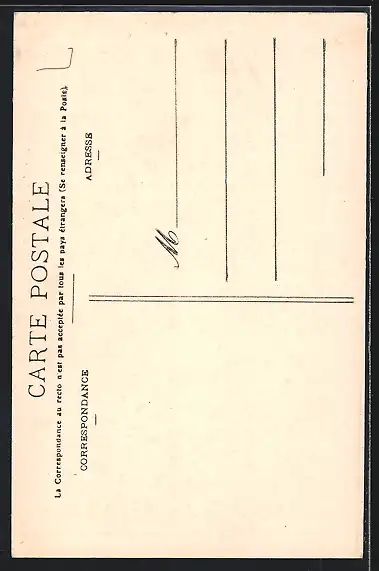 CARTE POSTALE
La Correspondance au recto n'est pas acceptée par tous les pays étrangers (Se renseigner à la Poste).
CORRESPONDANCE
ADRESSE
M